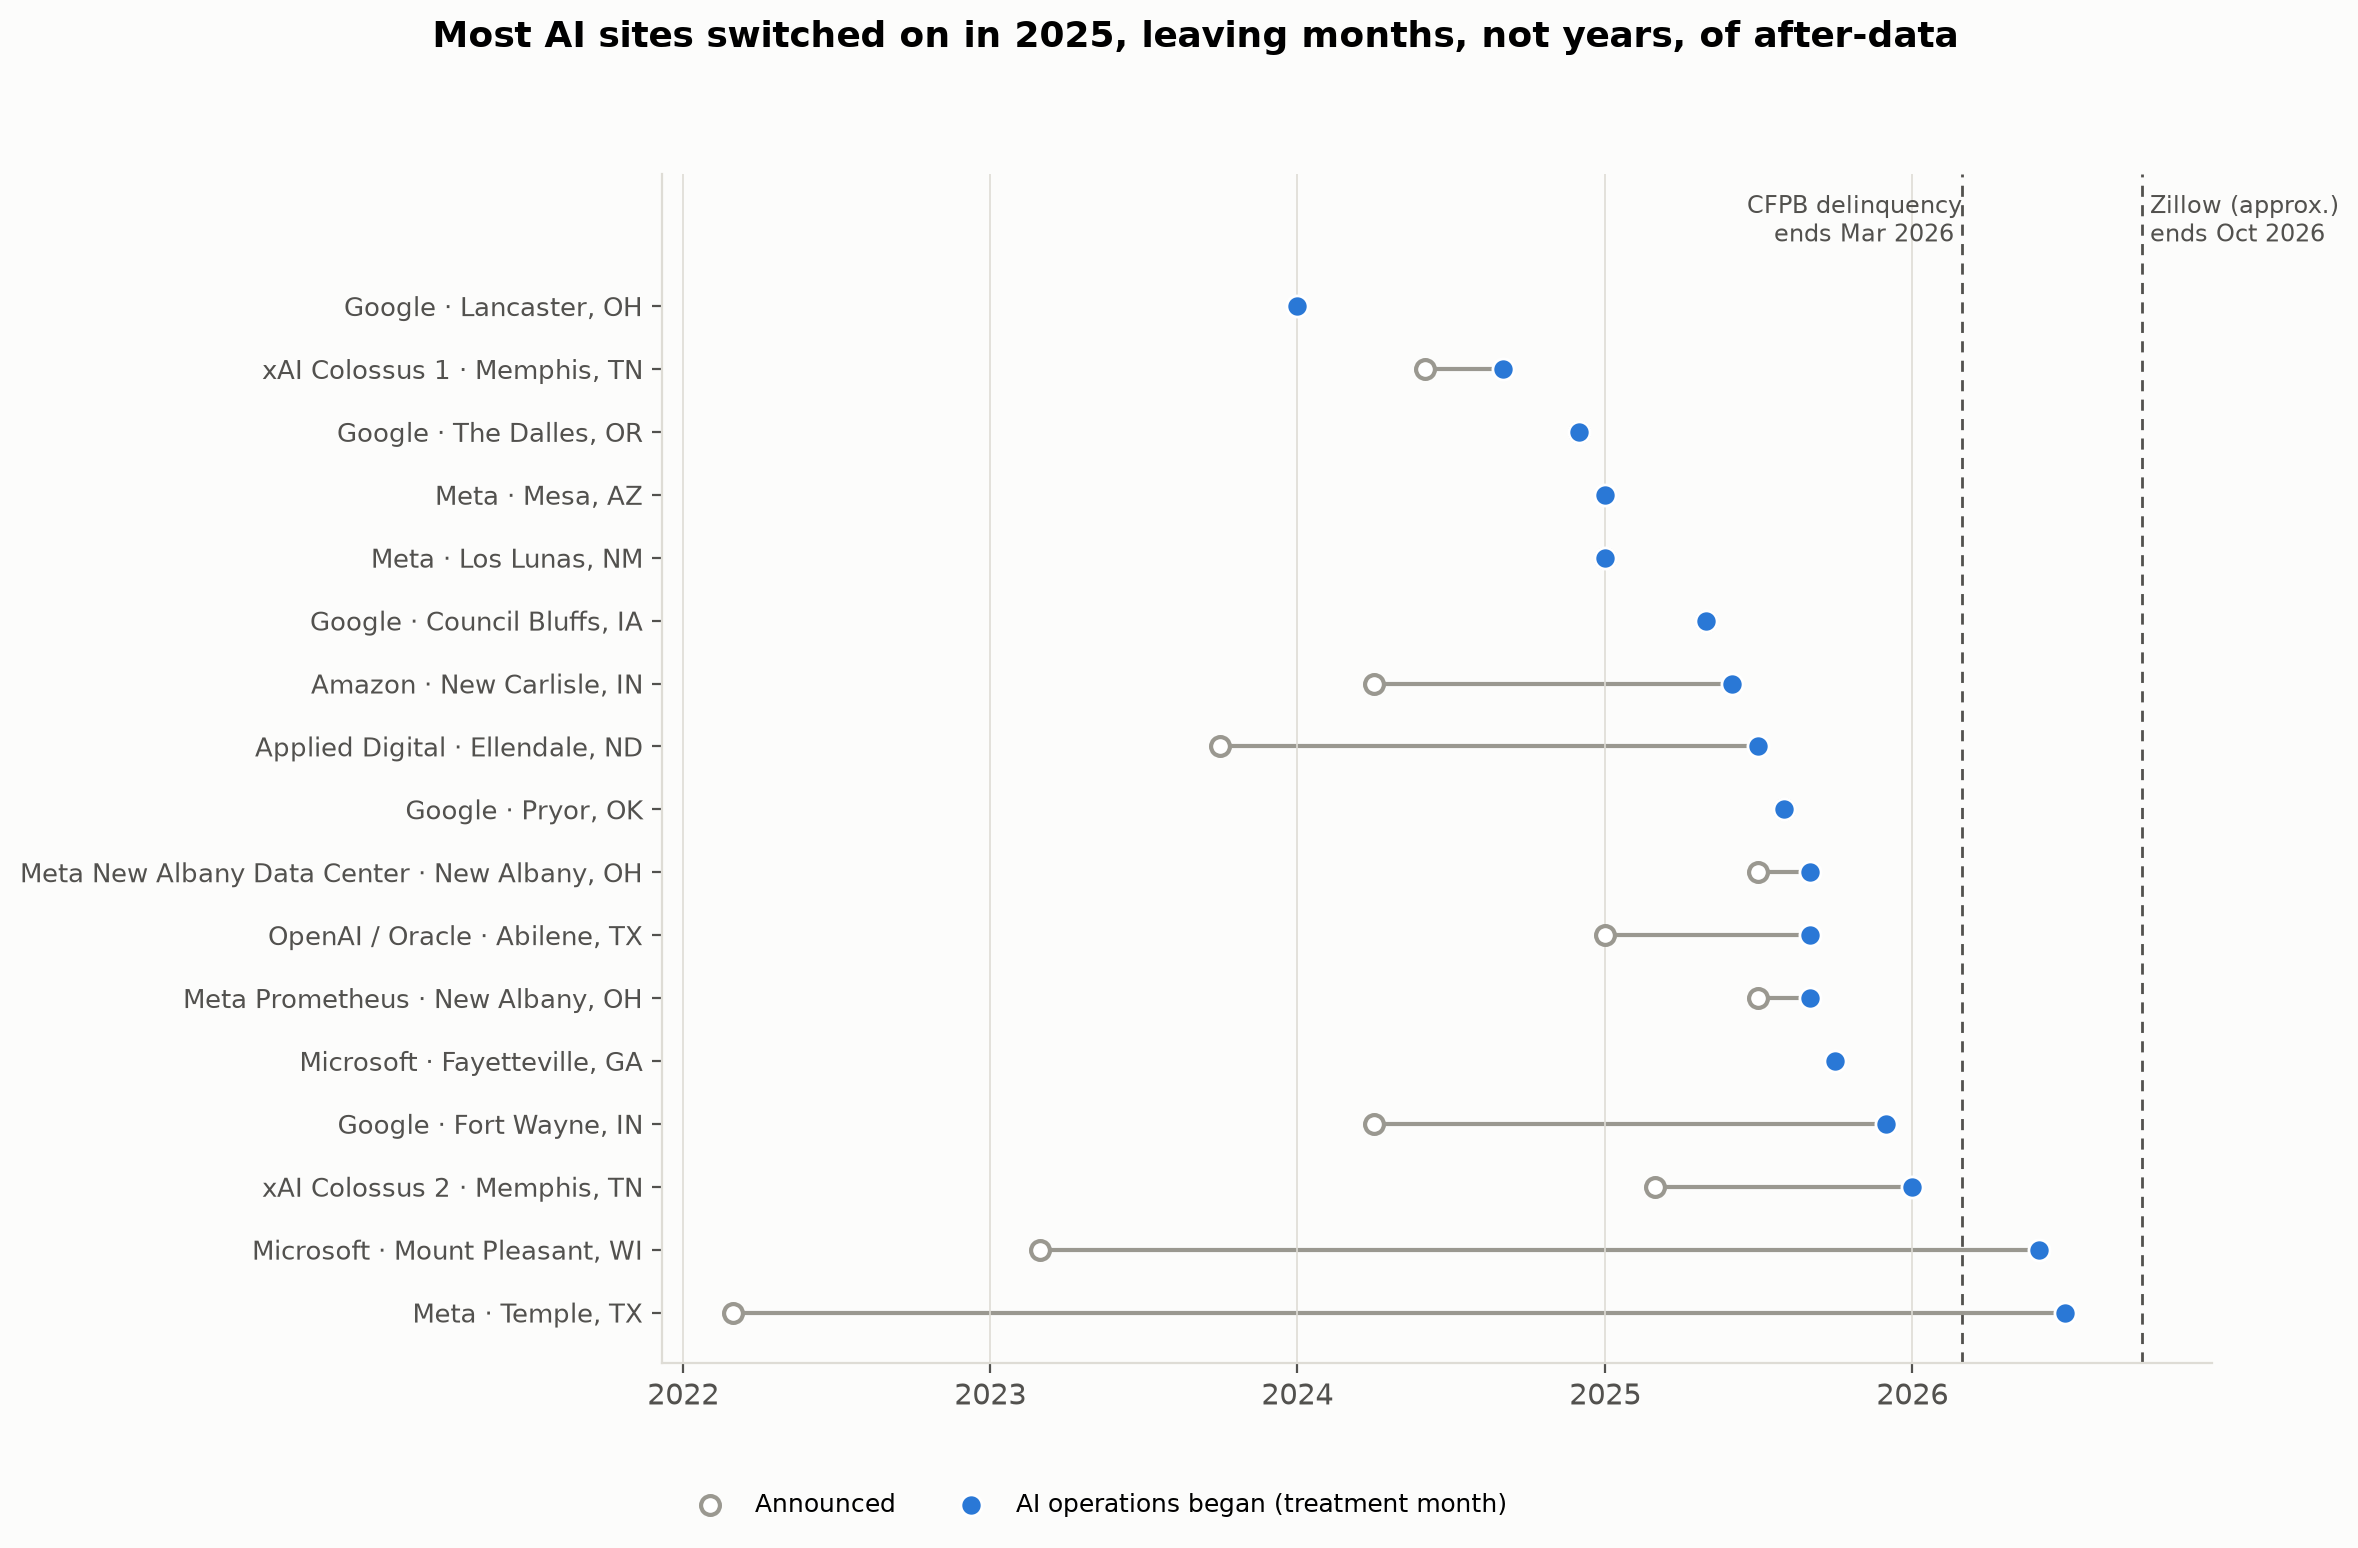 Most AI sites switched on in 2025, leaving months, not years, of after-data
CFPB delinquency
ends Mar 2026
Zillow (approx.)
ends Oct 2026
Google · Lancaster, OH
xAI Colossus 1 · Memphis, TN
Google · The Dalles, OR
Meta · Mesa, AZ
Meta · Los Lunas, NM
Google · Council Bluffs, IA
Amazon · New Carlisle, IN
Applied Digital · Ellendale, ND
Google · Pryor, OK
Meta New Albany Data Center · New Albany, OH
OpenAI / Oracle · Abilene, TX
Meta Prometheus · New Albany, OH
Microsoft · Fayetteville, GA
Google · Fort Wayne, IN
xAI Colossus 2 · Memphis, TN
Microsoft · Mount Pleasant, WI
Meta · Temple, TX
2022 2023 2024 2025 2026
Announced AI operations began (treatment month)